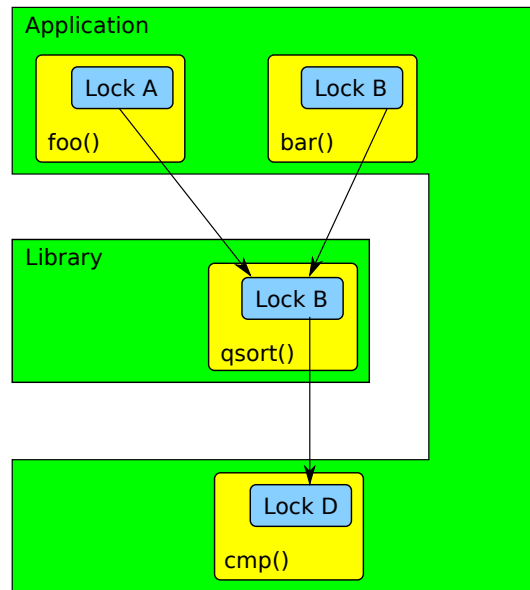 Application
Lock A
Lock B
foo()
bar()
Library
Lock B
qsort()
Lock D
cmp()